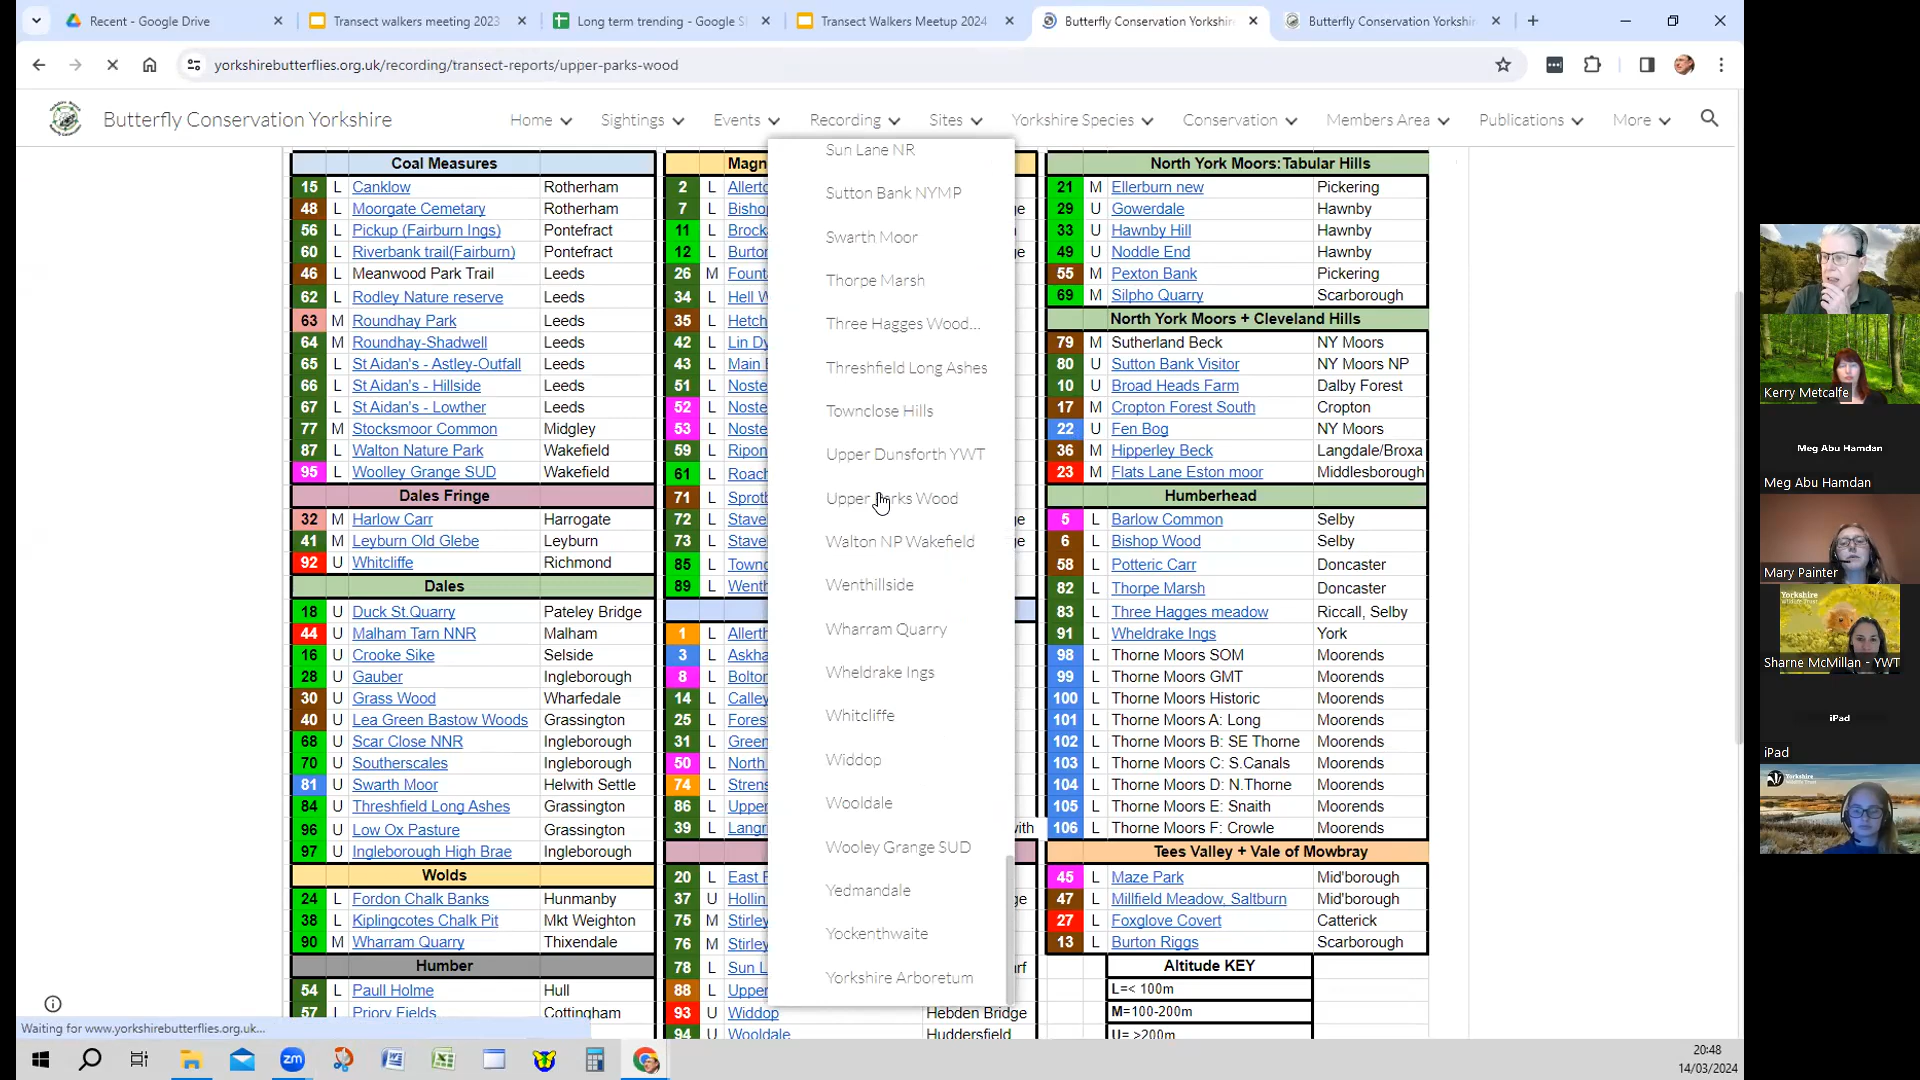 Recent - Google Drive
Transect walkers meeting 2023
Long term trending - Google S
Transect Walkers Meetup 2024
Butterfly Conservation Yorkshire
Butterfly Conservation Yorkshire
yorkshirebutterflies.org.uk/recording/transect-reports/upper-parks-wood
Butterfly Conservation Yorkshire
Home
Sightings
Events
Recording
Sites
Yorkshire Species
Conservation
Members Area
Publications
More
Coal Measures
15 L Canklow Rotherham
48 L Moorgate Cemetary Rotherham
56 L Pickup (Fairburn Ings) Pontefract
60 L Riverbank trail(Fairburn) Pontefract
46 L Meanwood Park Trail Leeds
62 L Rodley Nature reserve Leeds
63 M Roundhay Park Leeds
64 M Roundhay-Shadwell Leeds
65 L St Aidan's - Astley-Outfall Leeds
66 L St Aidan's - Hillside Leeds
67 L St Aidan's - Lowther Leeds
77 M Stocksmoor Common Midgley
87 L Walton Nature Park Wakefield
95 L Woolley Grange SUD Wakefield
Dales Fringe
32 M Harlow Carr Harrogate
41 M Leyburn Old Glebe Leyburn
92 U Whitcliffe Richmond
Dales
18 U Duck St.Quarry Pateley Bridge
44 U Malham Tarn NNR Malham
16 U Crooke Sike Selside
28 U Gauber Ingleborough
30 U Grass Wood Wharfedale
40 U Lea Green Bastow Woods Grassington
68 U Scar Close NNR Ingleborough
70 U Southerscales Ingleborough
81 U Swarth Moor Helwith Settle
84 U Threshfield Long Ashes Grassington
96 U Low Ox Pasture Grassington
97 U Ingleborough High Brae Ingleborough
Wolds
24 L Fordon Chalk Banks Hunmanby
38 L Kiplingcotes Chalk Pit Mkt Weighton
90 M Wharram Quarry Thixendale
Humber
54 L Paull Holme Hull
57 L Priory Fields Cottingham
Magn
2 L Allerto
7 L Bishop ge
11 L Brocka
12 L Burton ge
26 M Founta
34 L Hell W
35 L Hetch
42 L Lin Dy
43 L Main B
51 L Noste
52 L Noste
53 L Noste
59 L Ripon
61 L Roach
71 L Sprotb
72 L Stavel ge
73 L Stavel ge
85 L Townc
89 L Wenth
1 L Allerth
3 L Askha
8 L Bolton
14 L Calley
25 L Fores
31 L Green
50 L North
74 L Strens
86 L Upper
39 L Langri ith
20 L East F
37 U Hollin ge
75 M Stirley
76 M Stirley
78 L Sun L rf
88 L Upper
93 U Widdop Hebden Bridge
94 U Wooldale Huddersfield
Sun Lane NR
Sutton Bank NYMP
Swarth Moor
Thorpe Marsh
Three Hagges Wood...
Threshfield Long Ashes
Townclose Hills
Upper Dunsforth YWT
Upper Parks Wood
Walton NP Wakefield
Wenthillside
Wharram Quarry
Wheldrake Ings
Whitcliffe
Widdop
Wooldale
Wooley Grange SUD
Yedmandale
Yockenthwaite
Yorkshire Arboretum
North York Moors:Tabular Hills
21 M Ellerburn new Pickering
29 U Gowerdale Hawnby
33 U Hawnby Hill Hawnby
49 U Noddle End Hawnby
55 M Pexton Bank Pickering
69 M Silpho Quarry Scarborough
North York Moors + Cleveland Hills
79 M Sutherland Beck NY Moors
80 U Sutton Bank Visitor NY Moors NP
10 U Broad Heads Farm Dalby Forest
17 M Cropton Forest South Cropton
22 U Fen Bog NY Moors
36 M Hipperley Beck Langdale/Broxa
23 M Flats Lane Eston moor Middlesborough
Humberhead
5 L Barlow Common Selby
6 L Bishop Wood Selby
58 L Potteric Carr Doncaster
82 L Thorpe Marsh Doncaster
83 L Three Hagges meadow Riccall, Selby
91 L Wheldrake Ings York
98 L Thorne Moors SOM Moorends
99 L Thorne Moors GMT Moorends
100 L Thorne Moors Historic Moorends
101 L Thorne Moors A: Long Moorends
102 L Thorne Moors B: SE Thorne Moorends
103 L Thorne Moors C: S.Canals Moorends
104 L Thorne Moors D: N.Thorne Moorends
105 L Thorne Moors E: Snaith Moorends
106 L Thorne Moors F: Crowle Moorends
Tees Valley + Vale of Mowbray
45 L Maze Park Mid'borough
47 L Millfield Meadow, Saltburn Mid'borough
27 L Foxglove Covert Catterick
13 L Burton Riggs Scarborough
Altitude KEY
L=< 100m
M=100-200m
U= >200m
Waiting for www.yorkshirebutterflies.org.uk...
20:48
14/03/2024
Kerry Metcalfe
Meg Abu Hamdan
Meg Abu Hamdan
Mary Painter
Yorkshire
Sharne McMillan - YWT
iPad
iPad
Yorkshire